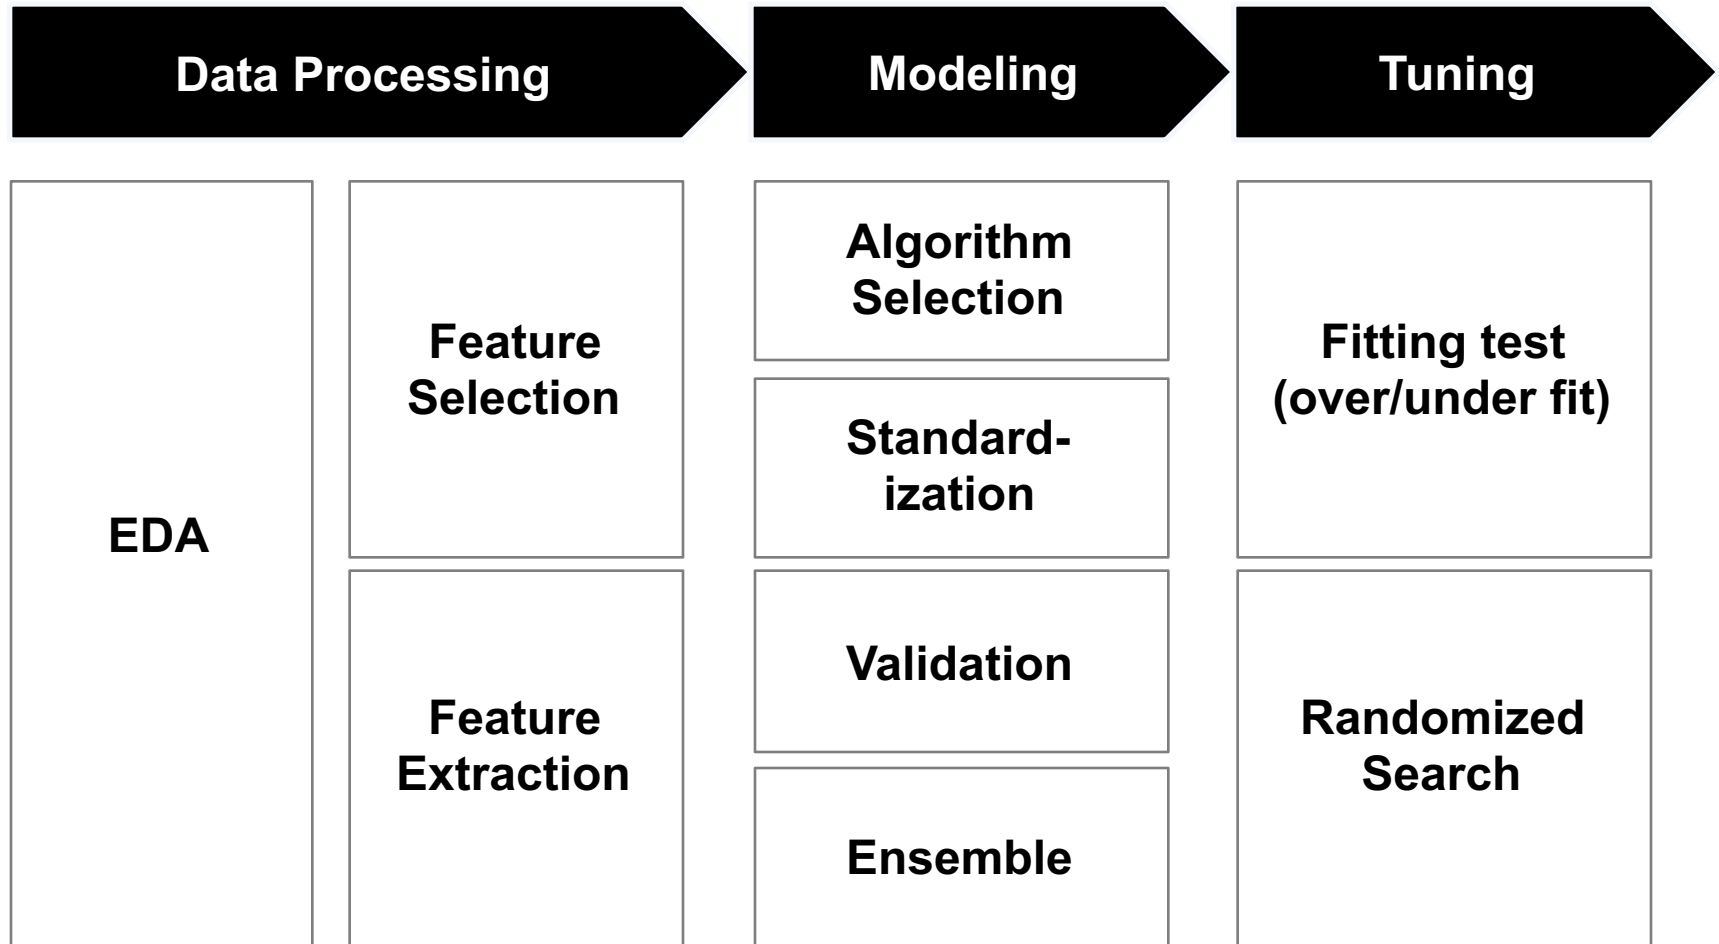 Data Processing
Modeling
Tuning
EDA
Feature
Selection
Feature
Extraction
Algorithm
Selection
Standard-
ization
Validation
Ensemble
Fitting test
(over/under fit)
Randomized
Search